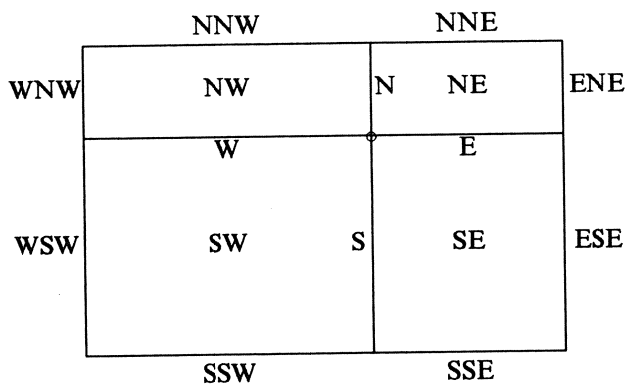 NNW NNE
WNW NW N NE ENE
W E
WSW SW S SE ESE
SSW SSE